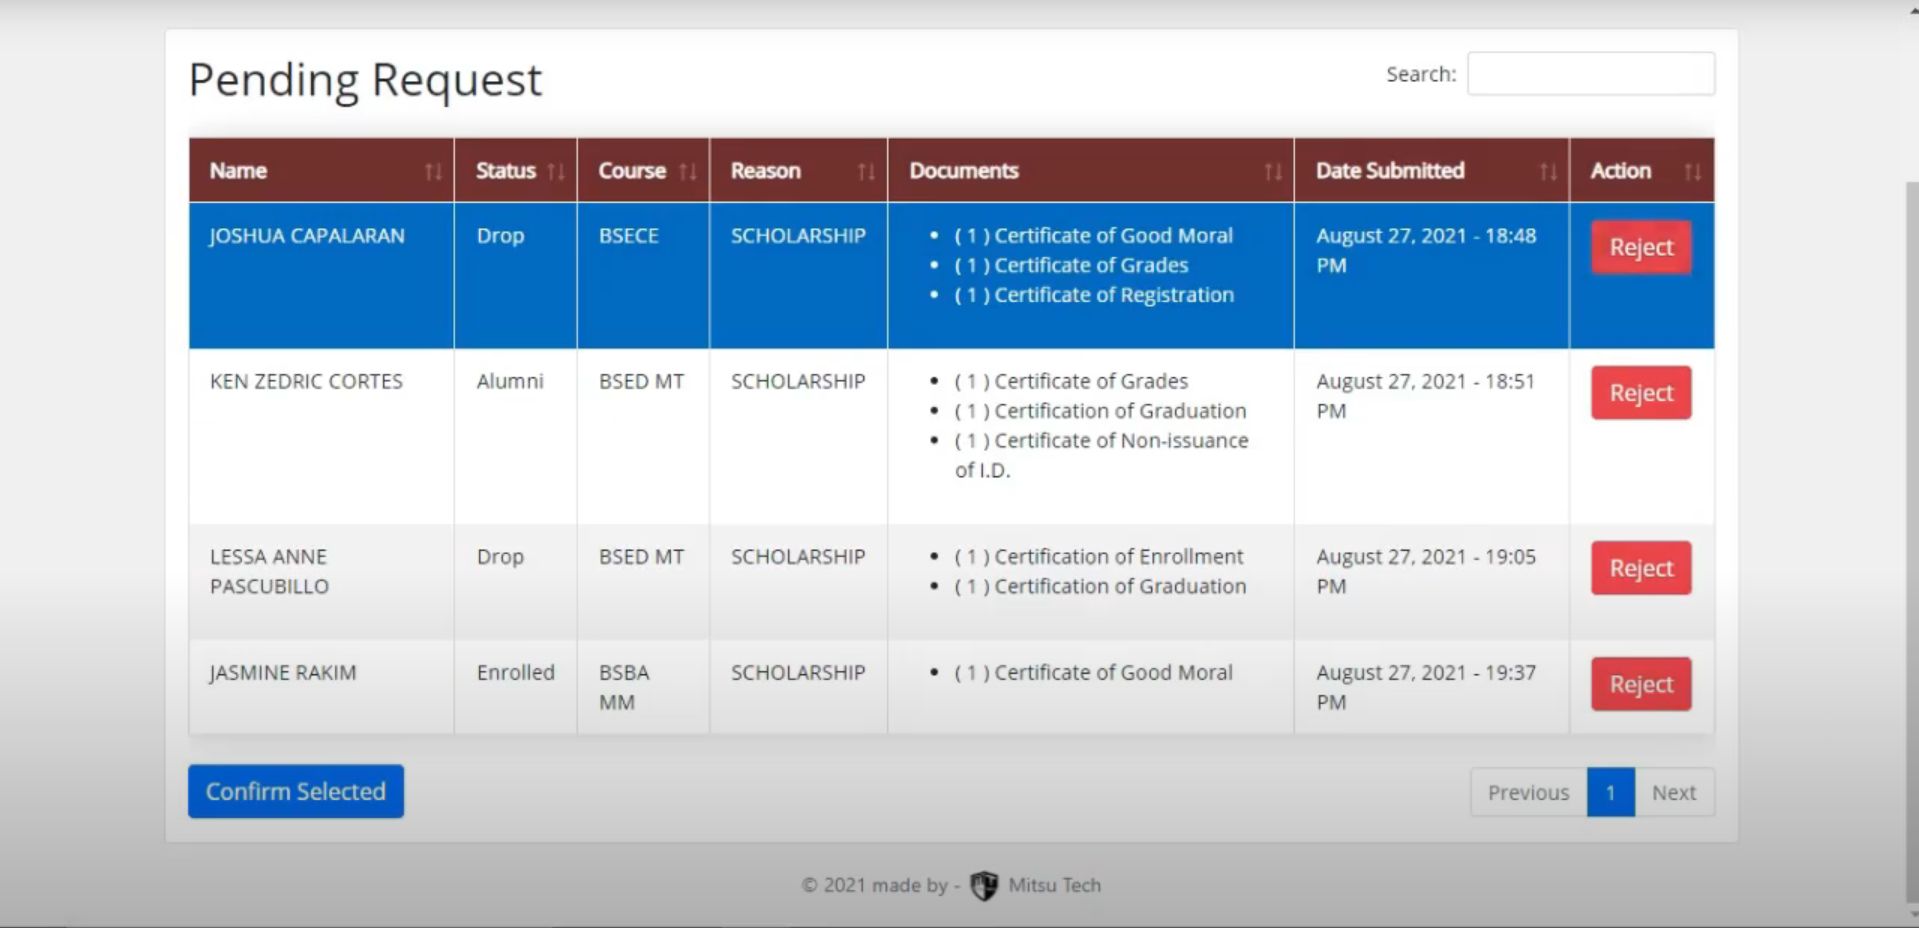 Pending Request
Search:
Name Status Course Reason Documents Date Submitted Action
JOSHUA CAPALARAN Drop BSECE SCHOLARSHIP • ( 1 ) Certificate of Good Moral August 27, 2021 - 18:48 Reject
• ( 1 ) Certificate of Grades PM
• ( 1 ) Certificate of Registration
KEN ZEDRIC CORTES Alumni BSED MT SCHOLARSHIP • ( 1 ) Certificate of Grades August 27, 2021 - 18:51 Reject
• ( 1 ) Certification of Graduation PM
• ( 1 ) Certificate of Non-issuance
of I.D.
LESSA ANNE Drop BSED MT SCHOLARSHIP • ( 1 ) Certification of Enrollment August 27, 2021 - 19:05 Reject
PASCUBILLO • ( 1 ) Certification of Graduation PM
JASMINE RAKIM Enrolled BSBA SCHOLARSHIP • ( 1 ) Certificate of Good Moral August 27, 2021 - 19:37 Reject
MM PM
Confirm Selected Previous 1 Next
© 2021 made by - Mitsu Tech